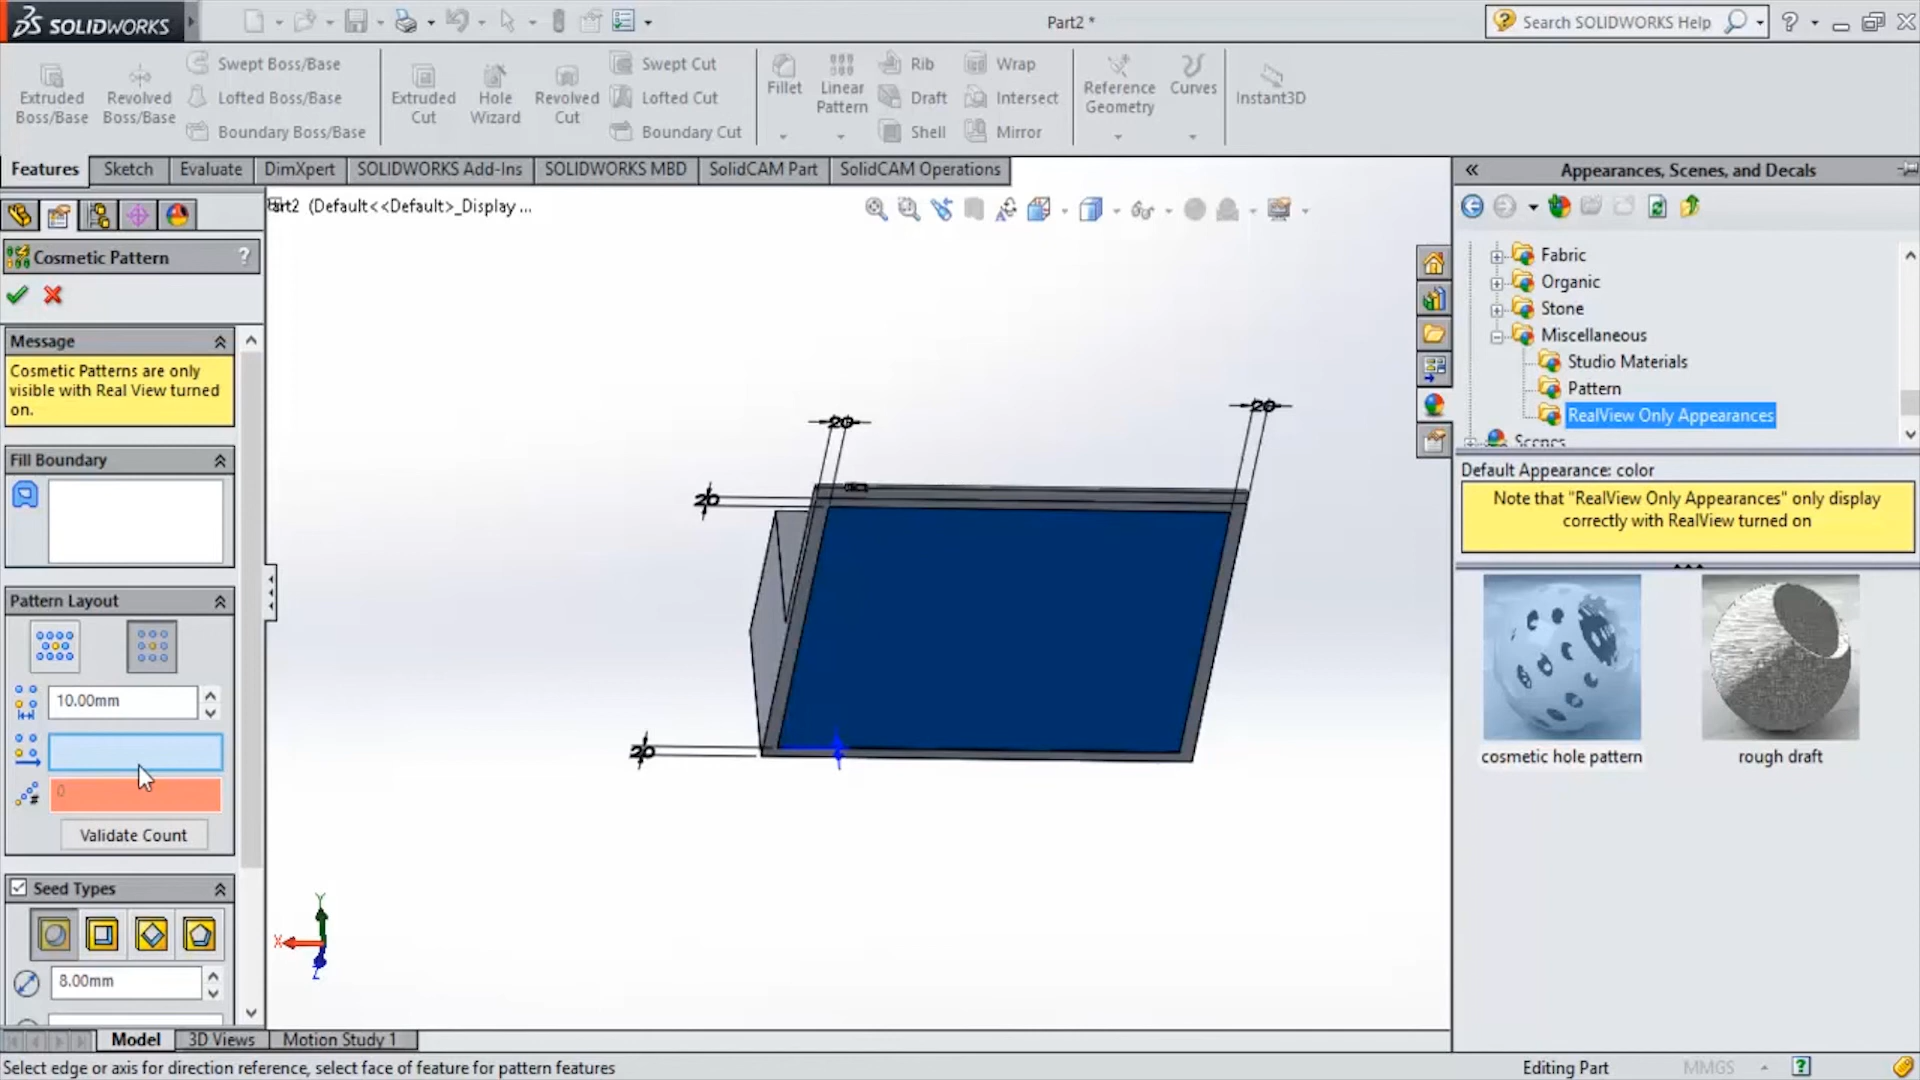 SOLIDWORKS
Part2 *
Search SOLIDWORKS Help
Extruded
Boss/Base
Revolved
Boss/Base
Swept Boss/Base
Lofted Boss/Base
Boundary Boss/Base
Extruded
Cut
Hole
Wizard
Revolved
Cut
Swept Cut
Lofted Cut
Boundary Cut
Fillet
Linear
Pattern
Rib
Draft
Shell
Wrap
Intersect
Mirror
Reference
Geometry
Curves
Instant3D
Features
Sketch
Evaluate
DimXpert
SOLIDWORKS Add-Ins
SOLIDWORKS MBD
SolidCAM Part
SolidCAM Operations
Cosmetic Pattern
?
Message
Cosmetic Patterns are only
visible with Real View turned
on.
Fill Boundary
Pattern Layout
10.00mm
0
Validate Count
Seed Types
8.00mm
(Default<<Default>_Display ...
20
20
20
20
Y
X
Z
Appearances, Scenes, and Decals
Fabric
Organic
Stone
Miscellaneous
Studio Materials
Pattern
RealView Only Appearances
Scenes
Default Appearance: color
Note that "RealView Only Appearances" only display
correctly with RealView turned on
cosmetic hole pattern
rough draft
Model
3D Views
Motion Study 1
Select edge or axis for direction reference, select face of feature for pattern features
Editing Part
MMGS
?